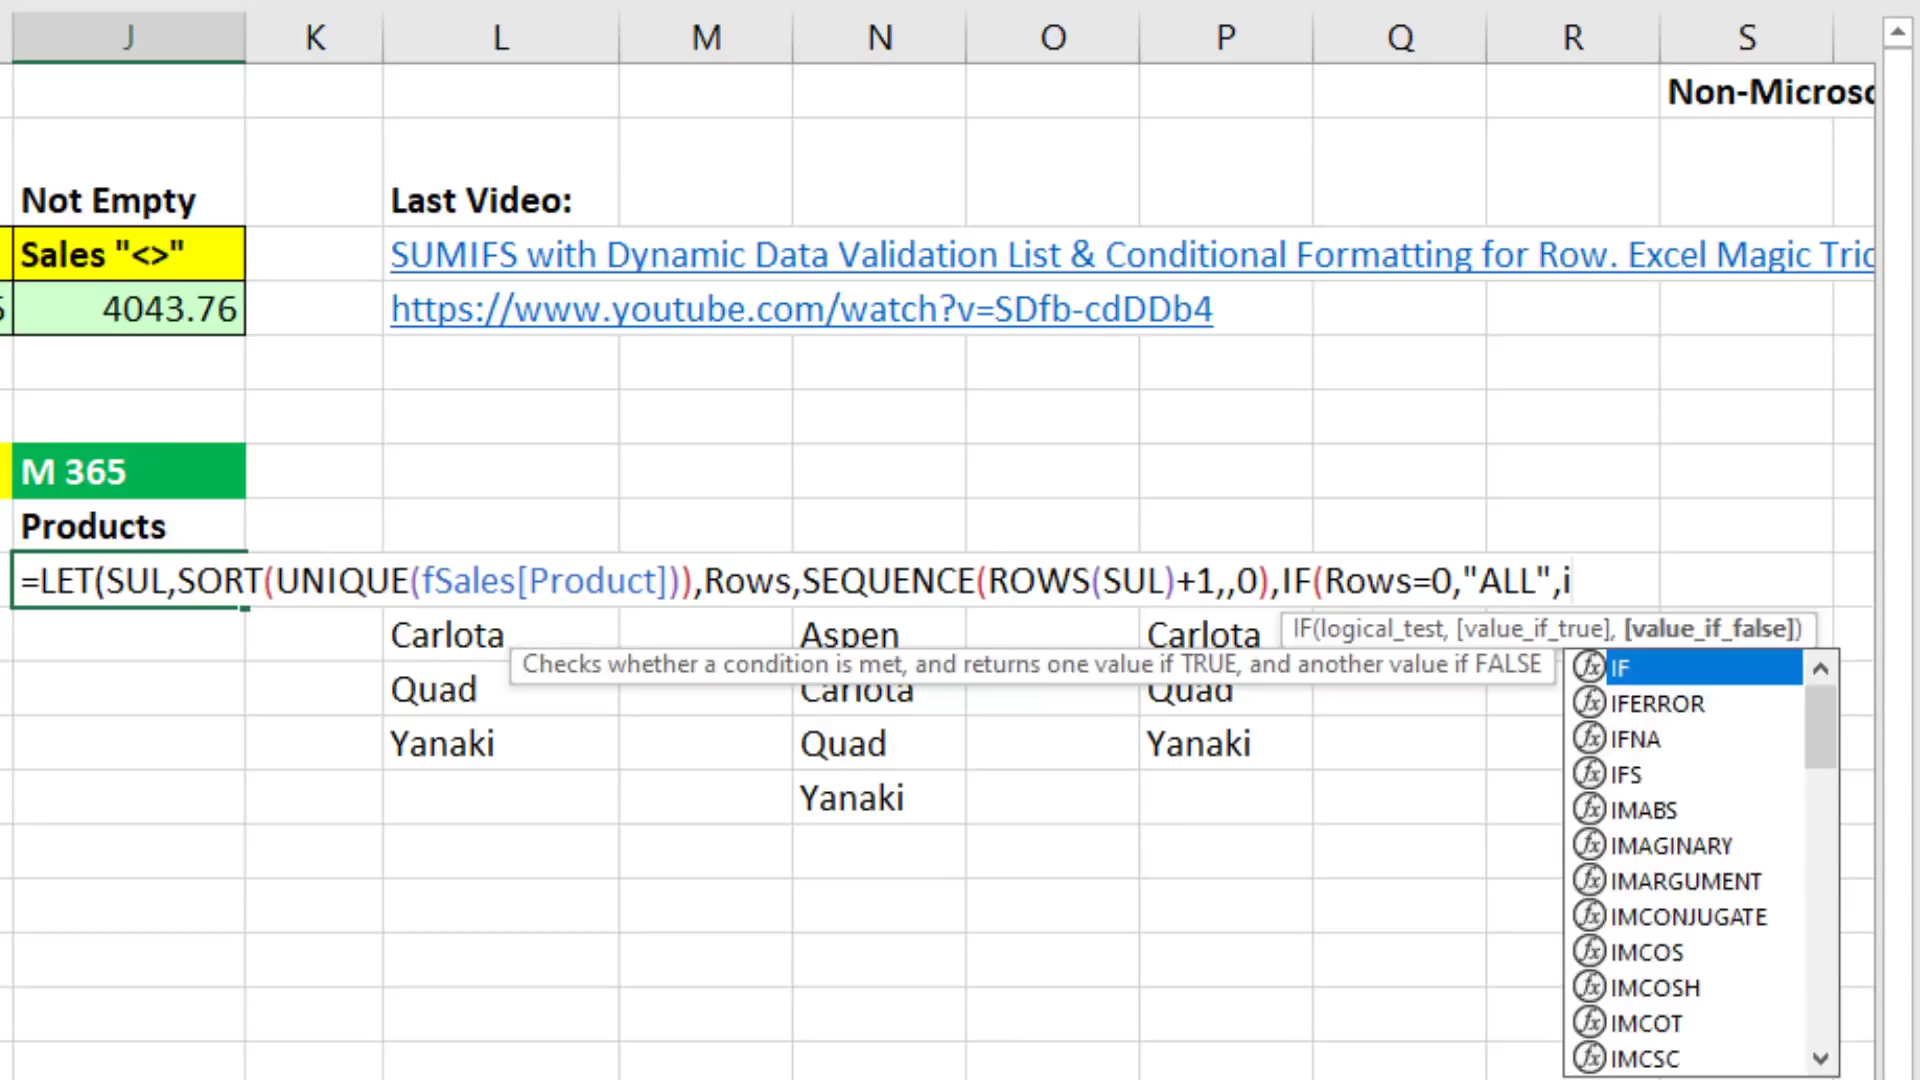 J K L M N O P Q R S
Non-Microso
Not Empty Last Video:
Sales "<>" SUMIFS with Dynamic Data Validation List & Conditional Formatting for Row. Excel Magic Tric
4043.76 https://www.youtube.com/watch?v=SDfb-cdDDb4
M 365
Products
=LET(SUL,SORT(UNIQUE(fSales[Product])),Rows,SEQUENCE(ROWS(SUL)+1,,0),IF(Rows=0,"ALL",i
Carlota Aspen Carlota IF(logical_test, [value_if_true], [value_if_false])
Checks whether a condition is met, and returns one value if TRUE, and another value if FALSE
Quad Carlota Quad
Yanaki Quad Yanaki
Yanaki
IF
IFERROR
IFNA
IFS
IMABS
IMAGINARY
IMARGUMENT
IMCONJUGATE
IMCOS
IMCOSH
IMCOT
IMCSC